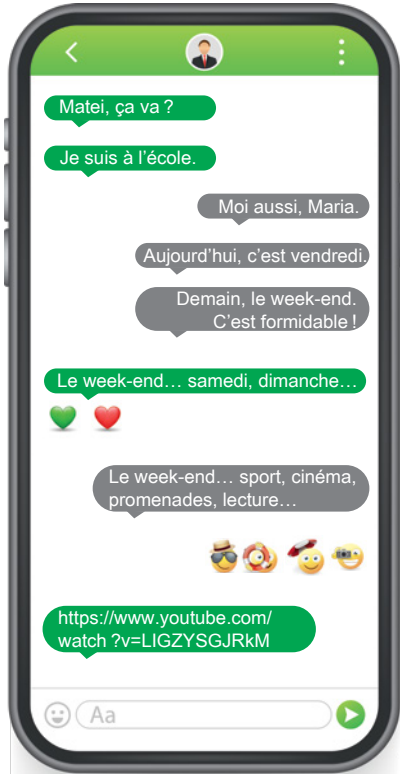 Matei, ça va ?
Je suis à l'école.
Moi aussi, Maria.
Aujourd'hui, c'est vendredi.
Demain, le week-end.
C'est formidable !
Le week-end… samedi, dimanche…
Le week-end… sport, cinéma,
promenades, lecture…
https://www.youtube.com/
watch ?v=LIGZYSGJRkM
Aa